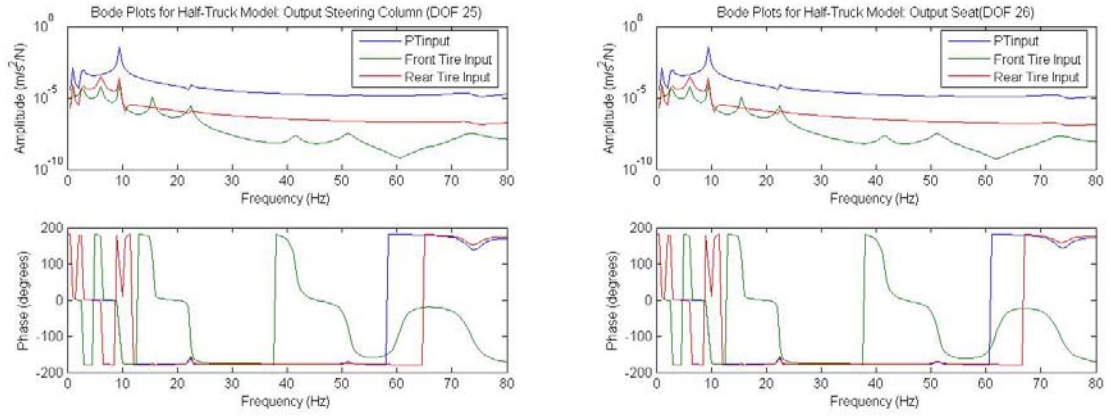 Bode Plots for Half-Truck Model: Output Steering Column (DOF 25)
10^0
10^-5
10^-10
Amplitude (m/s^2/N)
PTinput
Front Tire Input
Rear Tire Input
0 10 20 30 40 50 60 70 80
Frequency (Hz)
200
100
0
-100
-200
Phase (degrees)
0 10 20 30 40 50 60 70 80
Frequency (Hz)
Bode Plots for Half-Truck Model: Output Seat(DOF 26)
10^0
10^-5
10^-10
Amplitude (m/s^2/N)
PTinput
Front Tire Input
Rear Tire Input
0 10 20 30 40 50 60 70 80
Frequency (Hz)
200
100
0
-100
-200
Phase (degrees)
0 10 20 30 40 50 60 70 80
Frequency (Hz)